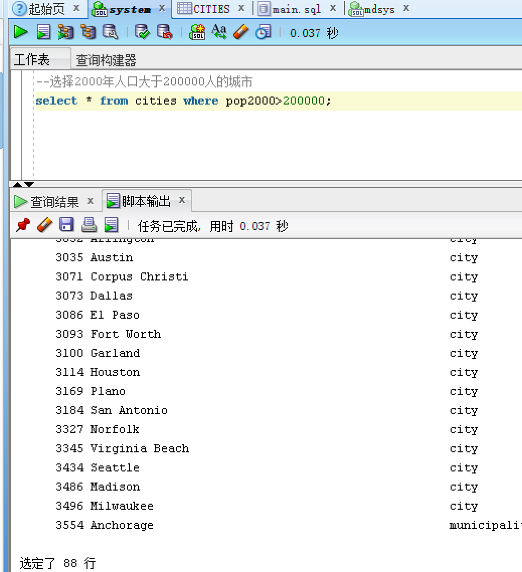 起始页 system CITIES main.sql mdsys
0.037 秒
工作表 查询构建器
--选择2000年人口大于200000人的城市
select * from cities where pop2000>200000;
查询结果 脚本输出
任务已完成, 用时 0.037 秒
3032 Arlington city
3035 Austin city
3071 Corpus Christi city
3073 Dallas city
3086 El Paso city
3093 Fort Worth city
3100 Garland city
3114 Houston city
3169 Plano city
3184 San Antonio city
3327 Norfolk city
3345 Virginia Beach city
3434 Seattle city
3486 Madison city
3496 Milwaukee city
3554 Anchorage municipali
选定了 88 行